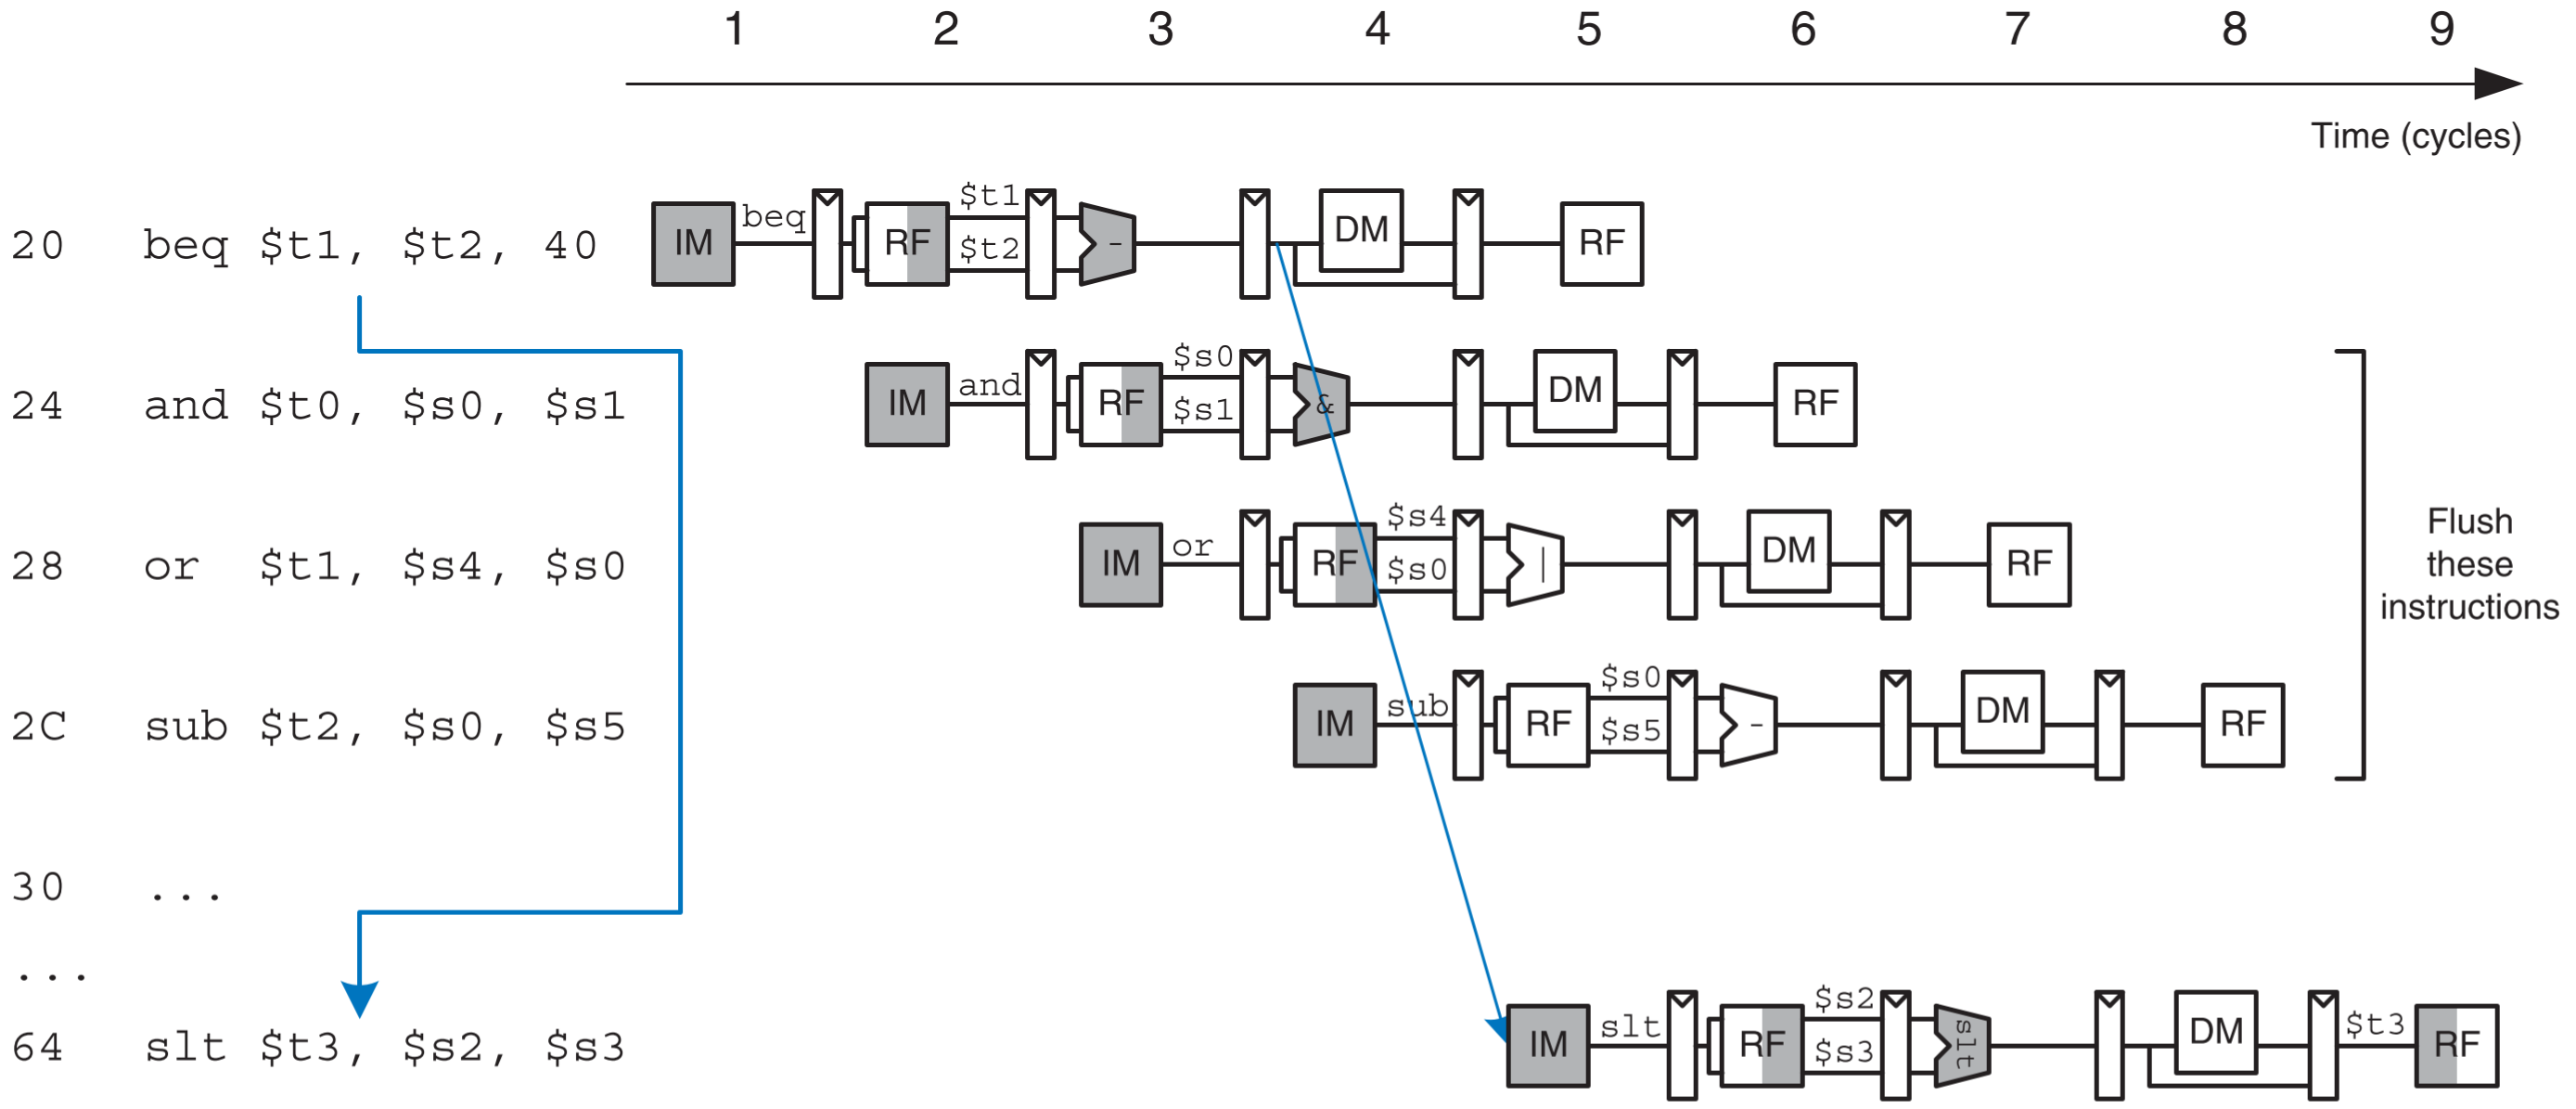 1 2 3 4 5 6 7 8 9
Time (cycles)
20 beq $t1, $t2, 40 IM beq RF $t1 $t2 - DM RF
24 and $t0, $s0, $s1 IM and RF $s0 $s1 & DM RF
28 or $t1, $s4, $s0 IM or RF $s4 $s0 | DM RF
2C sub $t2, $s0, $s5 IM sub RF $s0 $s5 - DM RF
Flush
these
instructions
30 ...
...
64 slt $t3, $s2, $s3 IM slt RF $s2 $s3 slt DM $t3 RF